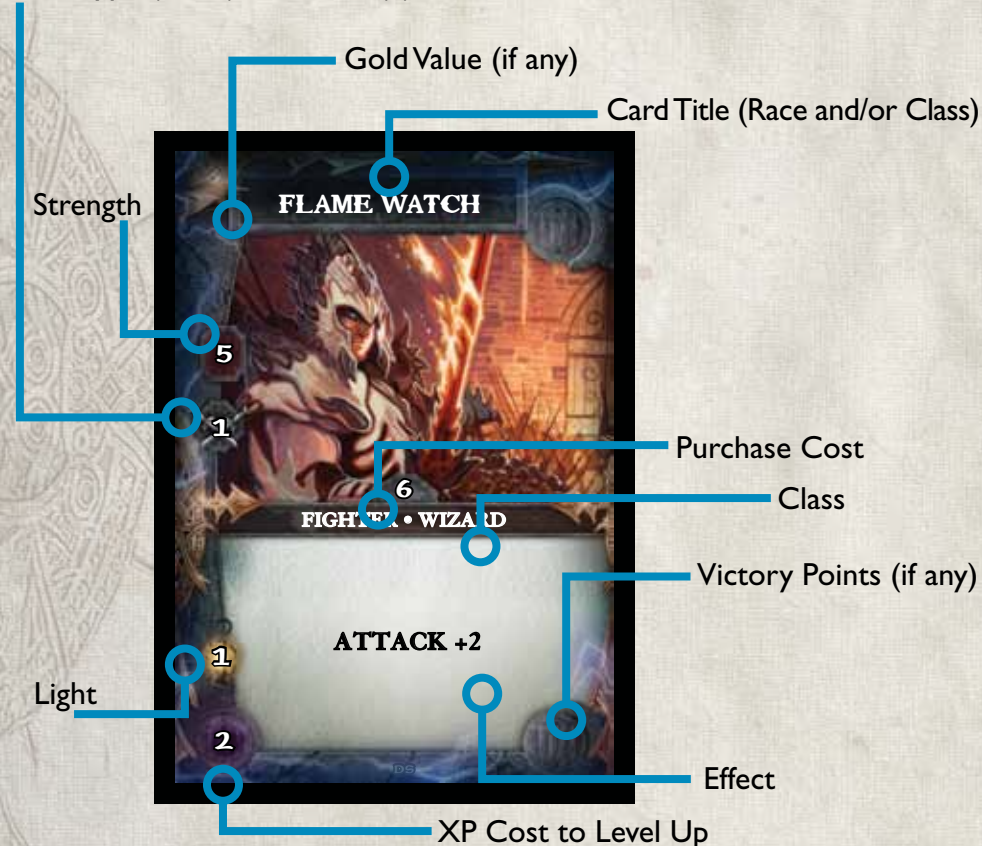 Gold Value (if any)
Card Title (Race and/or Class)
FLAME WATCH
Strength
5
1
Purchase Cost
6
Class
FIGHTER • WIZARD
Victory Points (if any)
ATTACK +2
1
Light
2
DS
Effect
XP Cost to Level Up